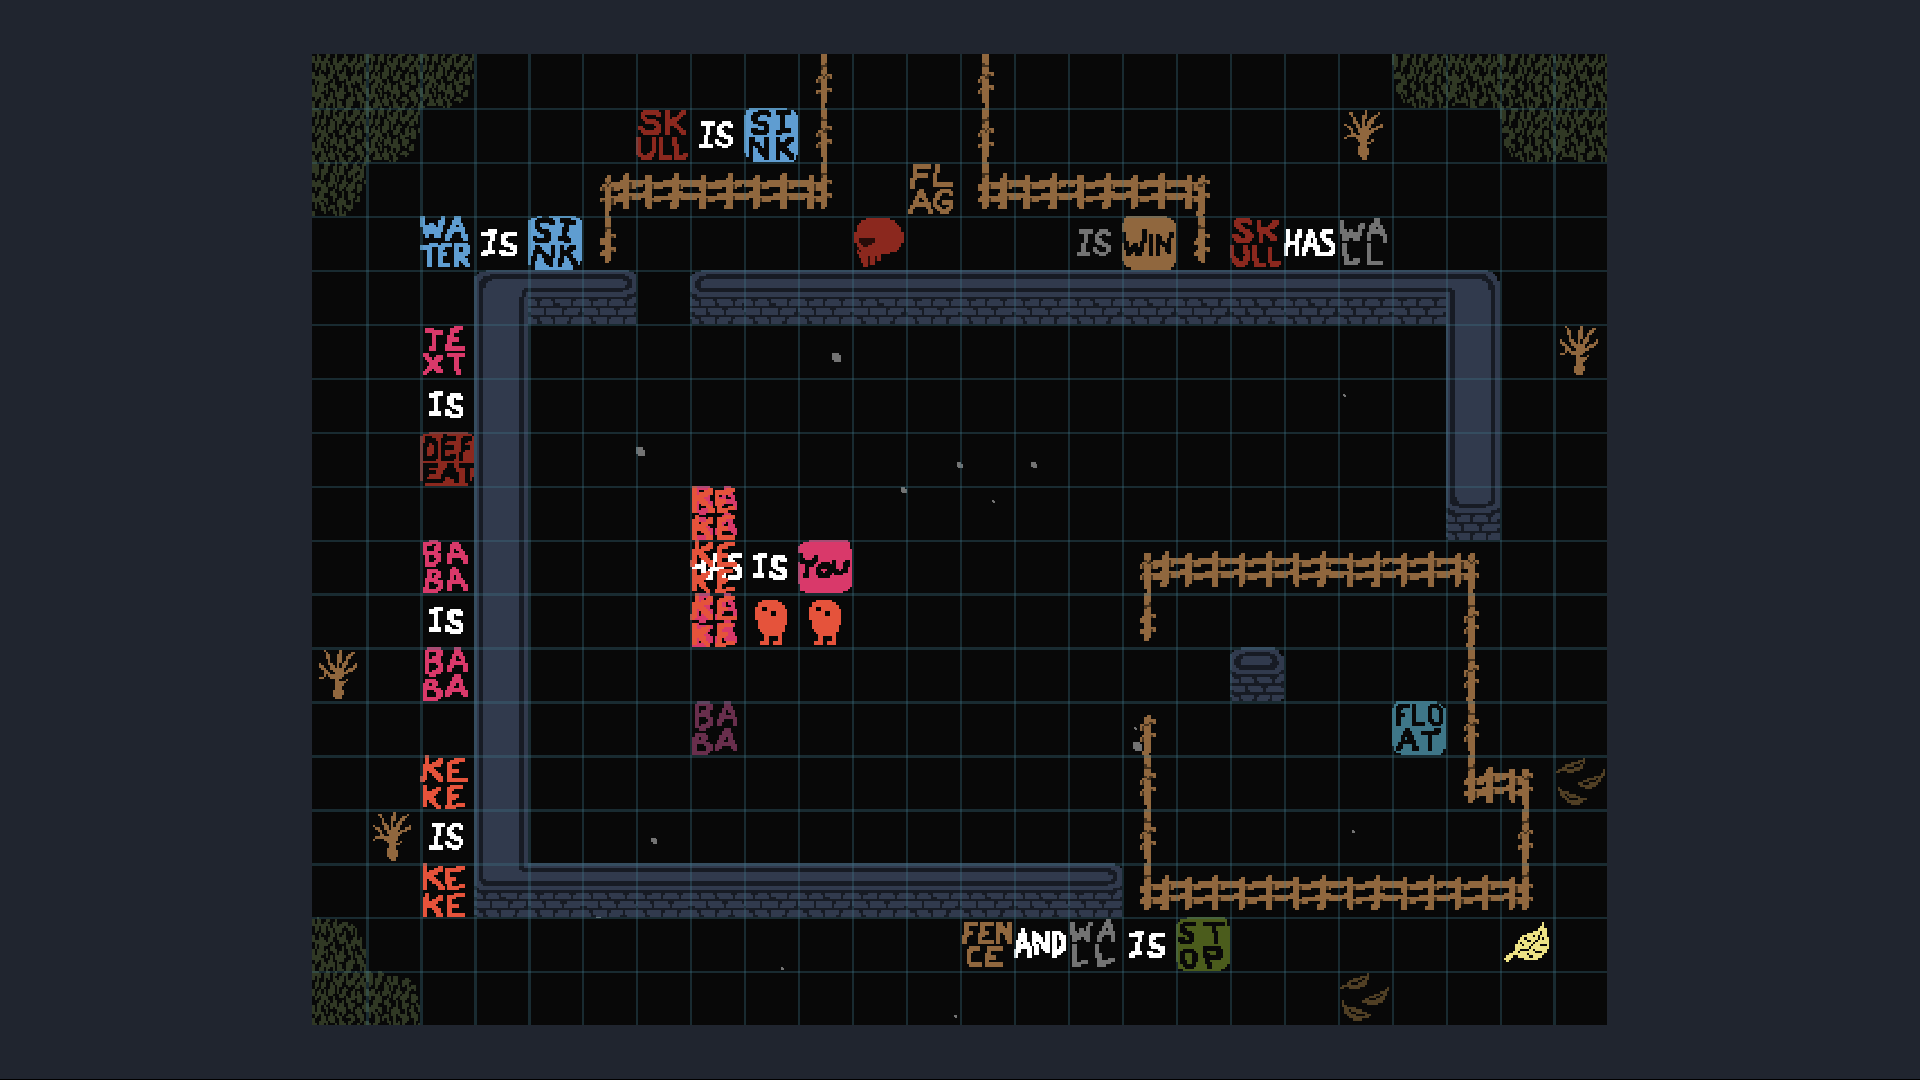 SKULL IS SINK
FLAG
WATER IS SINK
IS WIN
SKULL HAS WALL
TEXT
IS
DEFEAT
BABA
IS
BABA
KEKE
IS
KEKE
IS YOU
BABA
FLOAT
FENCE AND WALL IS STOP